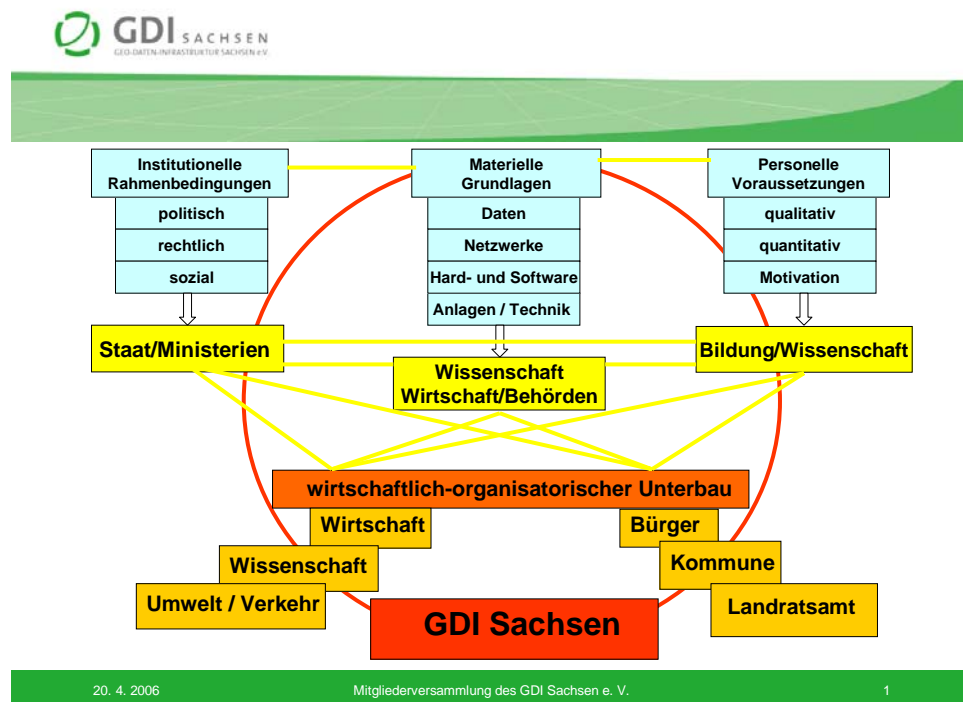 GDI SACHSEN
GEO-DATEN-INFRASTRUKTUR SACHSEN e.V.
Institutionelle
Rahmenbedingungen
politisch
rechtlich
sozial
Materielle
Grundlagen
Daten
Netzwerke
Hard- und Software
Anlagen / Technik
Personelle
Voraussetzungen
qualitativ
quantitativ
Motivation
Staat/Ministerien
Wissenschaft
Wirtschaft/Behörden
Bildung/Wissenschaft
wirtschaftlich-organisatorischer Unterbau
Wirtschaft
Wissenschaft
Umwelt / Verkehr
Bürger
Kommune
Landratsamt
GDI Sachsen
20. 4. 2006
Mitgliederversammlung des GDI Sachsen e. V.
1